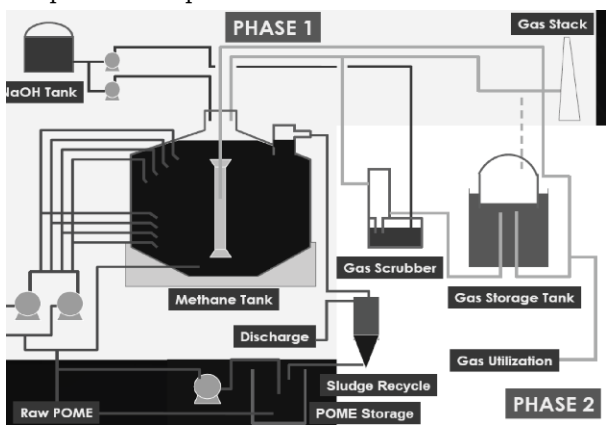 PHASE 1
Gas Stack
NaOH Tank
Gas Scrubber
Methane Tank
Gas Storage Tank
Discharge
Gas Utilization
Sludge Recycle
Raw POME
POME Storage
PHASE 2